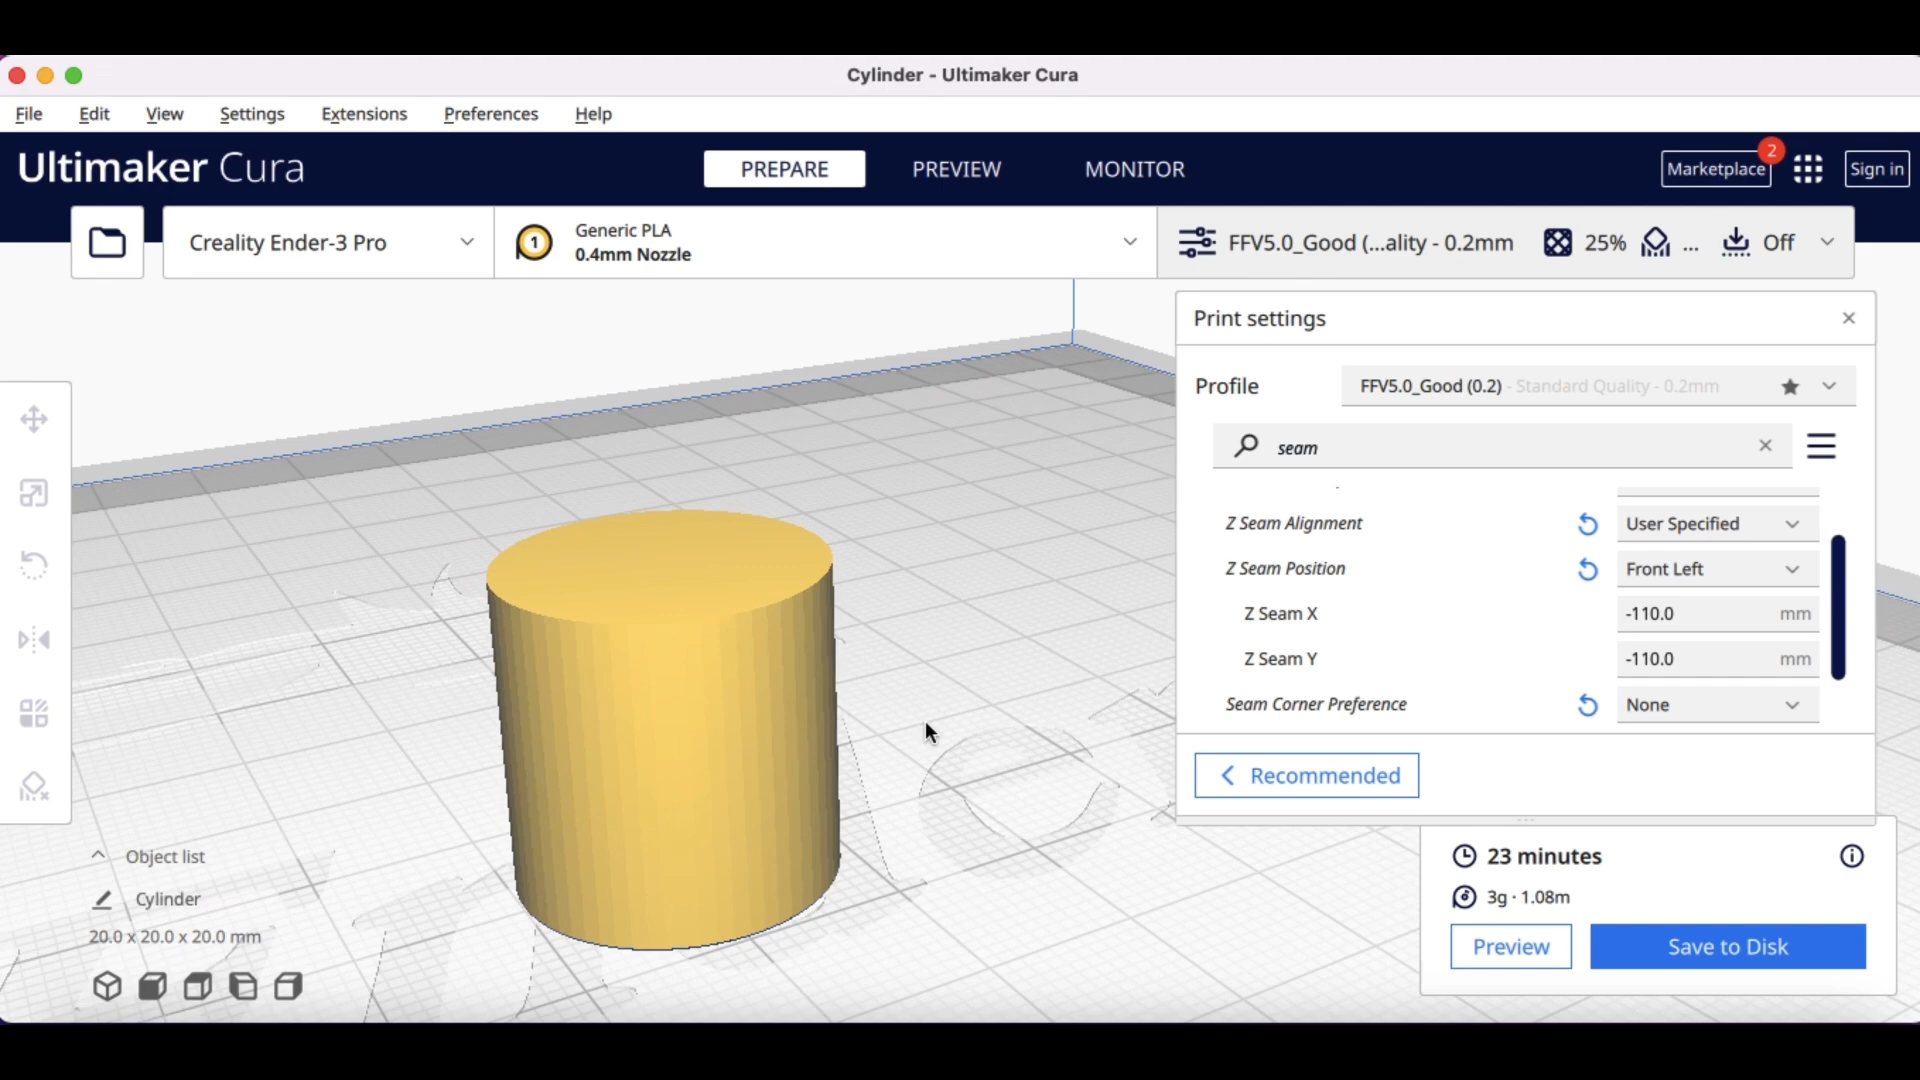 Cylinder - Ultimaker Cura
File Edit View Settings Extensions Preferences Help
Ultimaker Cura
PREPARE PREVIEW MONITOR
Marketplace 2 Sign in
Creality Ender-3 Pro
1
Generic PLA
0.4mm Nozzle
FFV5.0_Good (...ality - 0.2mm 25% ... Off
Print settings
Profile FFV5.0_Good (0.2) - Standard Quality - 0.2mm
seam
Z Seam Alignment User Specified
Z Seam Position Front Left
Z Seam X -110.0 mm
Z Seam Y -110.0 mm
Seam Corner Preference None
Recommended
Object list
Cylinder
20.0 x 20.0 x 20.0 mm
23 minutes
3g · 1.08m
Preview Save to Disk